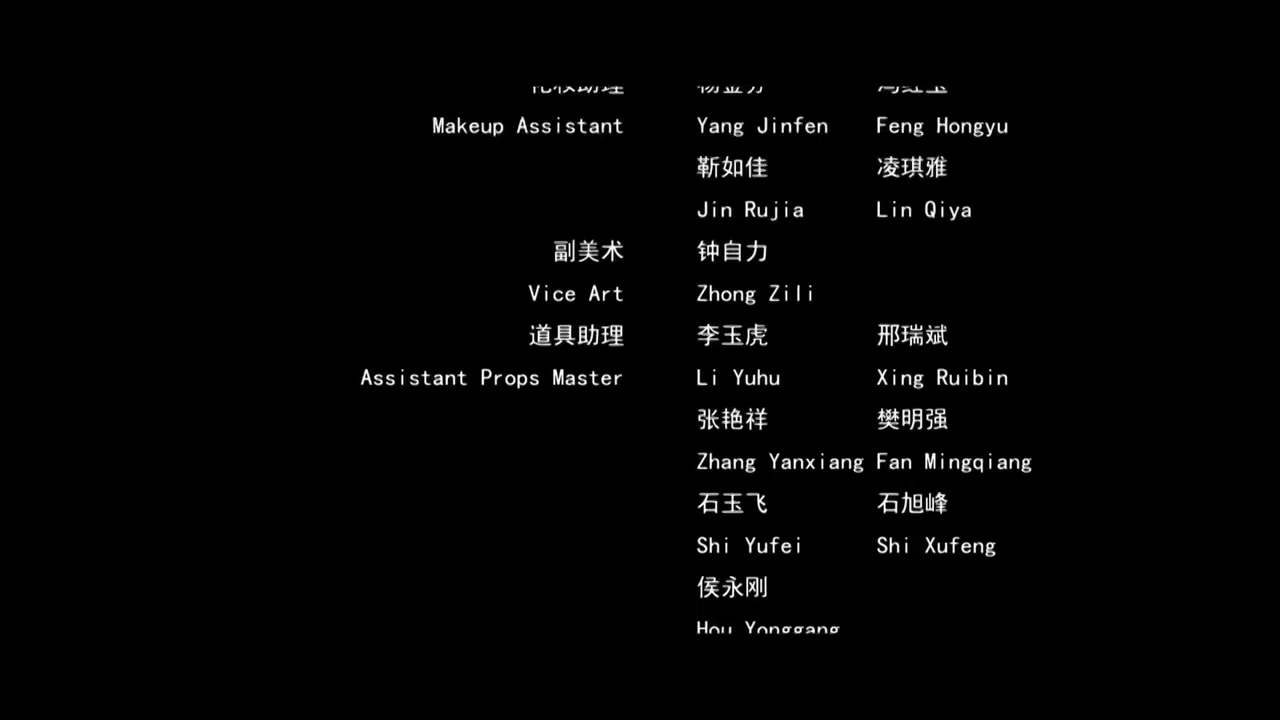 Makeup Assistant Yang Jinfen Feng Hongyu
靳如佳 凌琪雅
Jin Rujia Lin Qiya
副美术 钟自力
Vice Art Zhong Zili
道具助理 李玉虎 邢瑞斌
Assistant Props Master Li Yuhu Xing Ruibin
张艳祥 樊明强
Zhang Yanxiang Fan Mingqiang
石玉飞 石旭峰
Shi Yufei Shi Xufeng
侯永刚
Hou Yonggang